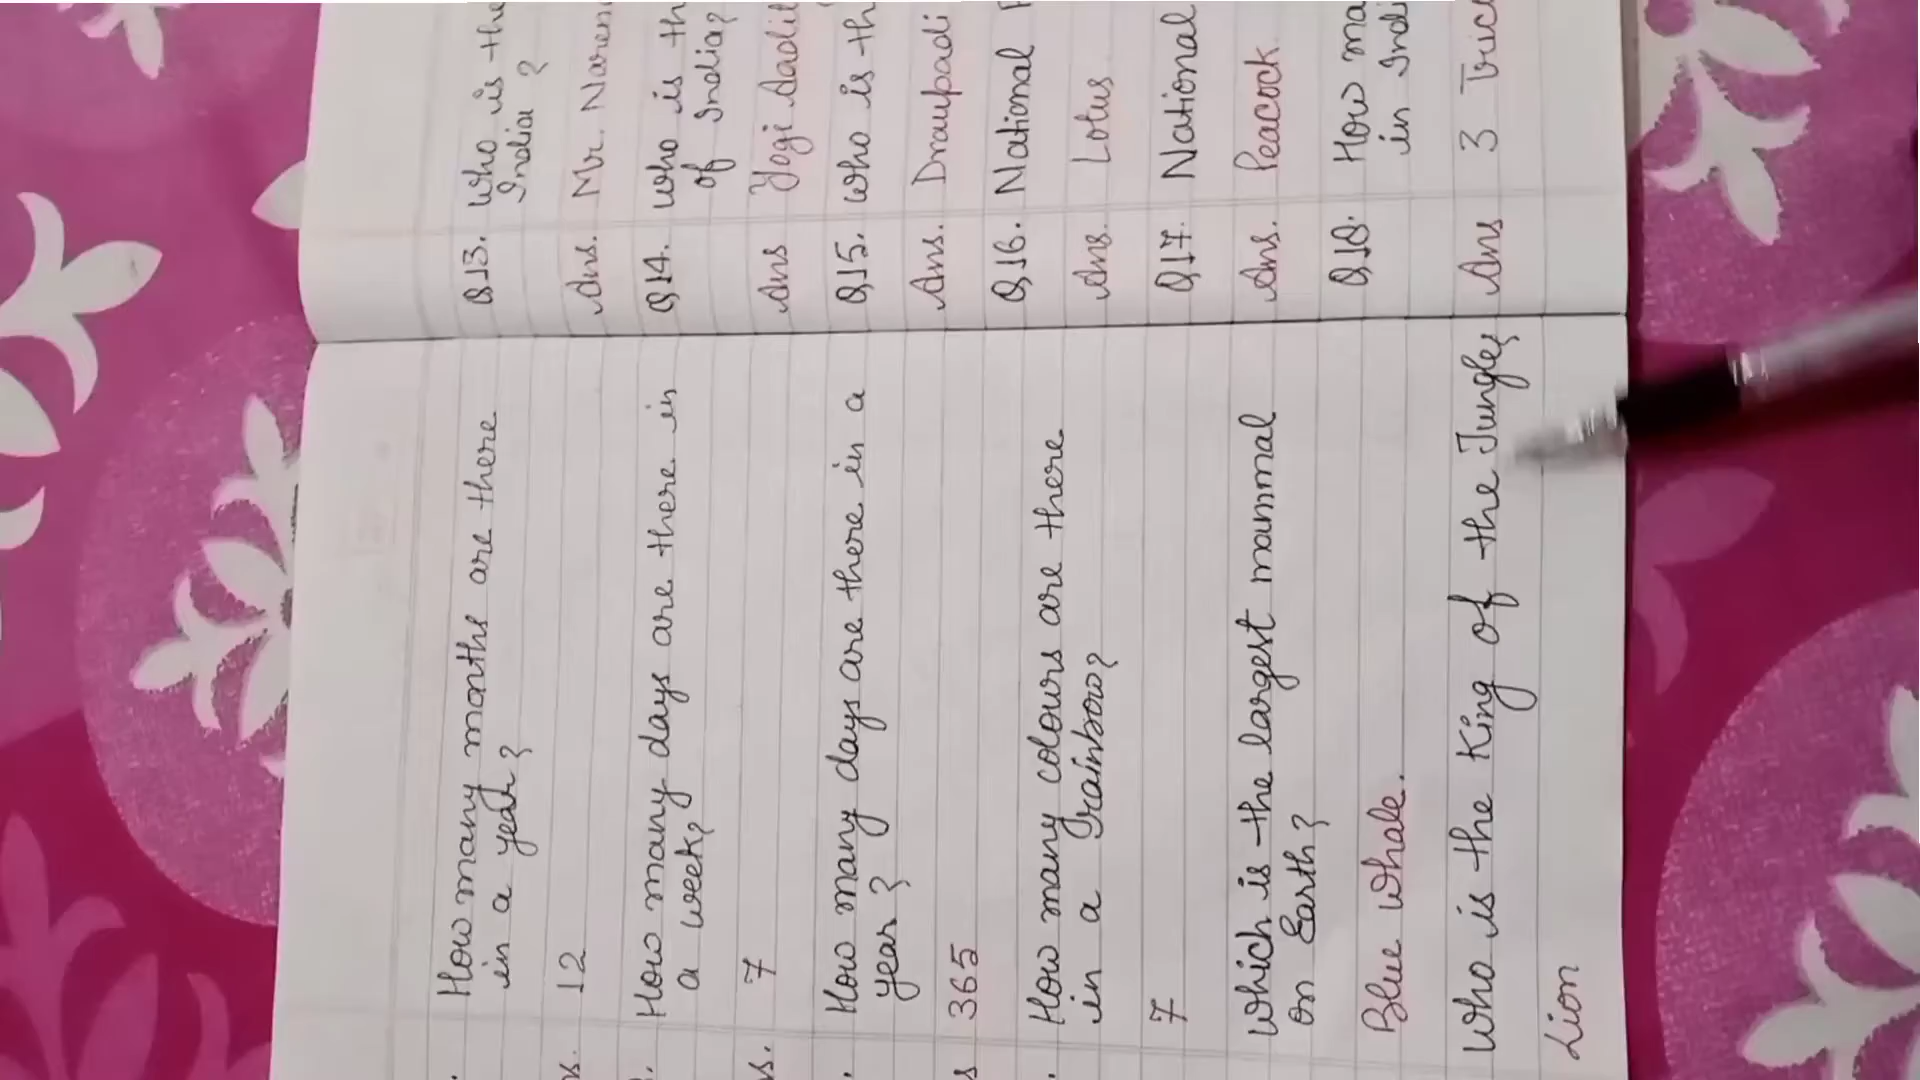 How many months are there
in a year?
12
How many days are there in
a week?
7
How many days are there in a
year?
365
How many colours are there
in a rainbow?
7
Which is the largest mammal
on Earth?
Blue whale.
Who is the King of the Jungle?
Lion
Q13. Who is the
India ?
Ans. Mr.
Q14. Who is
of India?
Ans Yogi
Q15. Who is
Ans. Draupadi
Q16. National
Ans. Lotus
Q17. National
Ans. Peacock
Q18. How
in
Ans 3